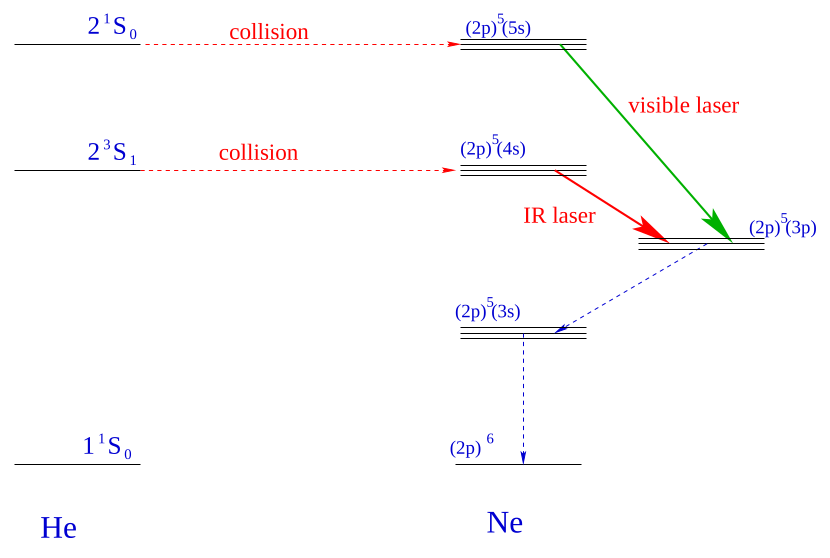 2 ¹S₀
collision
(2p)⁵(5s)
visible laser
2 ³S₁
collision
(2p)⁵(4s)
IR laser
(2p)⁵(3p)
(2p)⁵(3s)
1 ¹S₀
(2p) ⁶
He
Ne